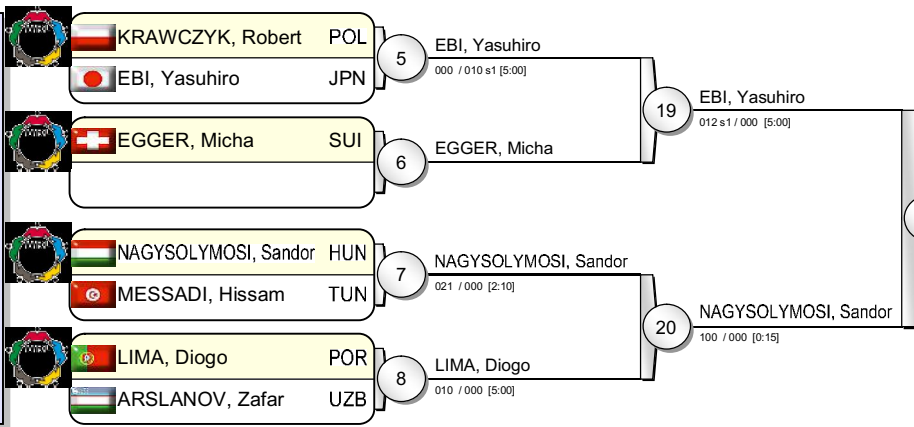 KRAWCZYK, Robert POL
EBI, Yasuhiro JPN
5
EBI, Yasuhiro
000 / 010 s1 [5:00]
EGGER, Micha SUI
6
EGGER, Micha
19
EBI, Yasuhiro
012 s1 / 000 [5:00]
NAGYSOLYMOSI, Sandor HUN
MESSADI, Hissam TUN
7
NAGYSOLYMOSI, Sandor
021 / 000 [2:10]
LIMA, Diogo POR
ARSLANOV, Zafar UZB
8
LIMA, Diogo
010 / 000 [5:00]
20
NAGYSOLYMOSI, Sandor
100 / 000 [0:15]